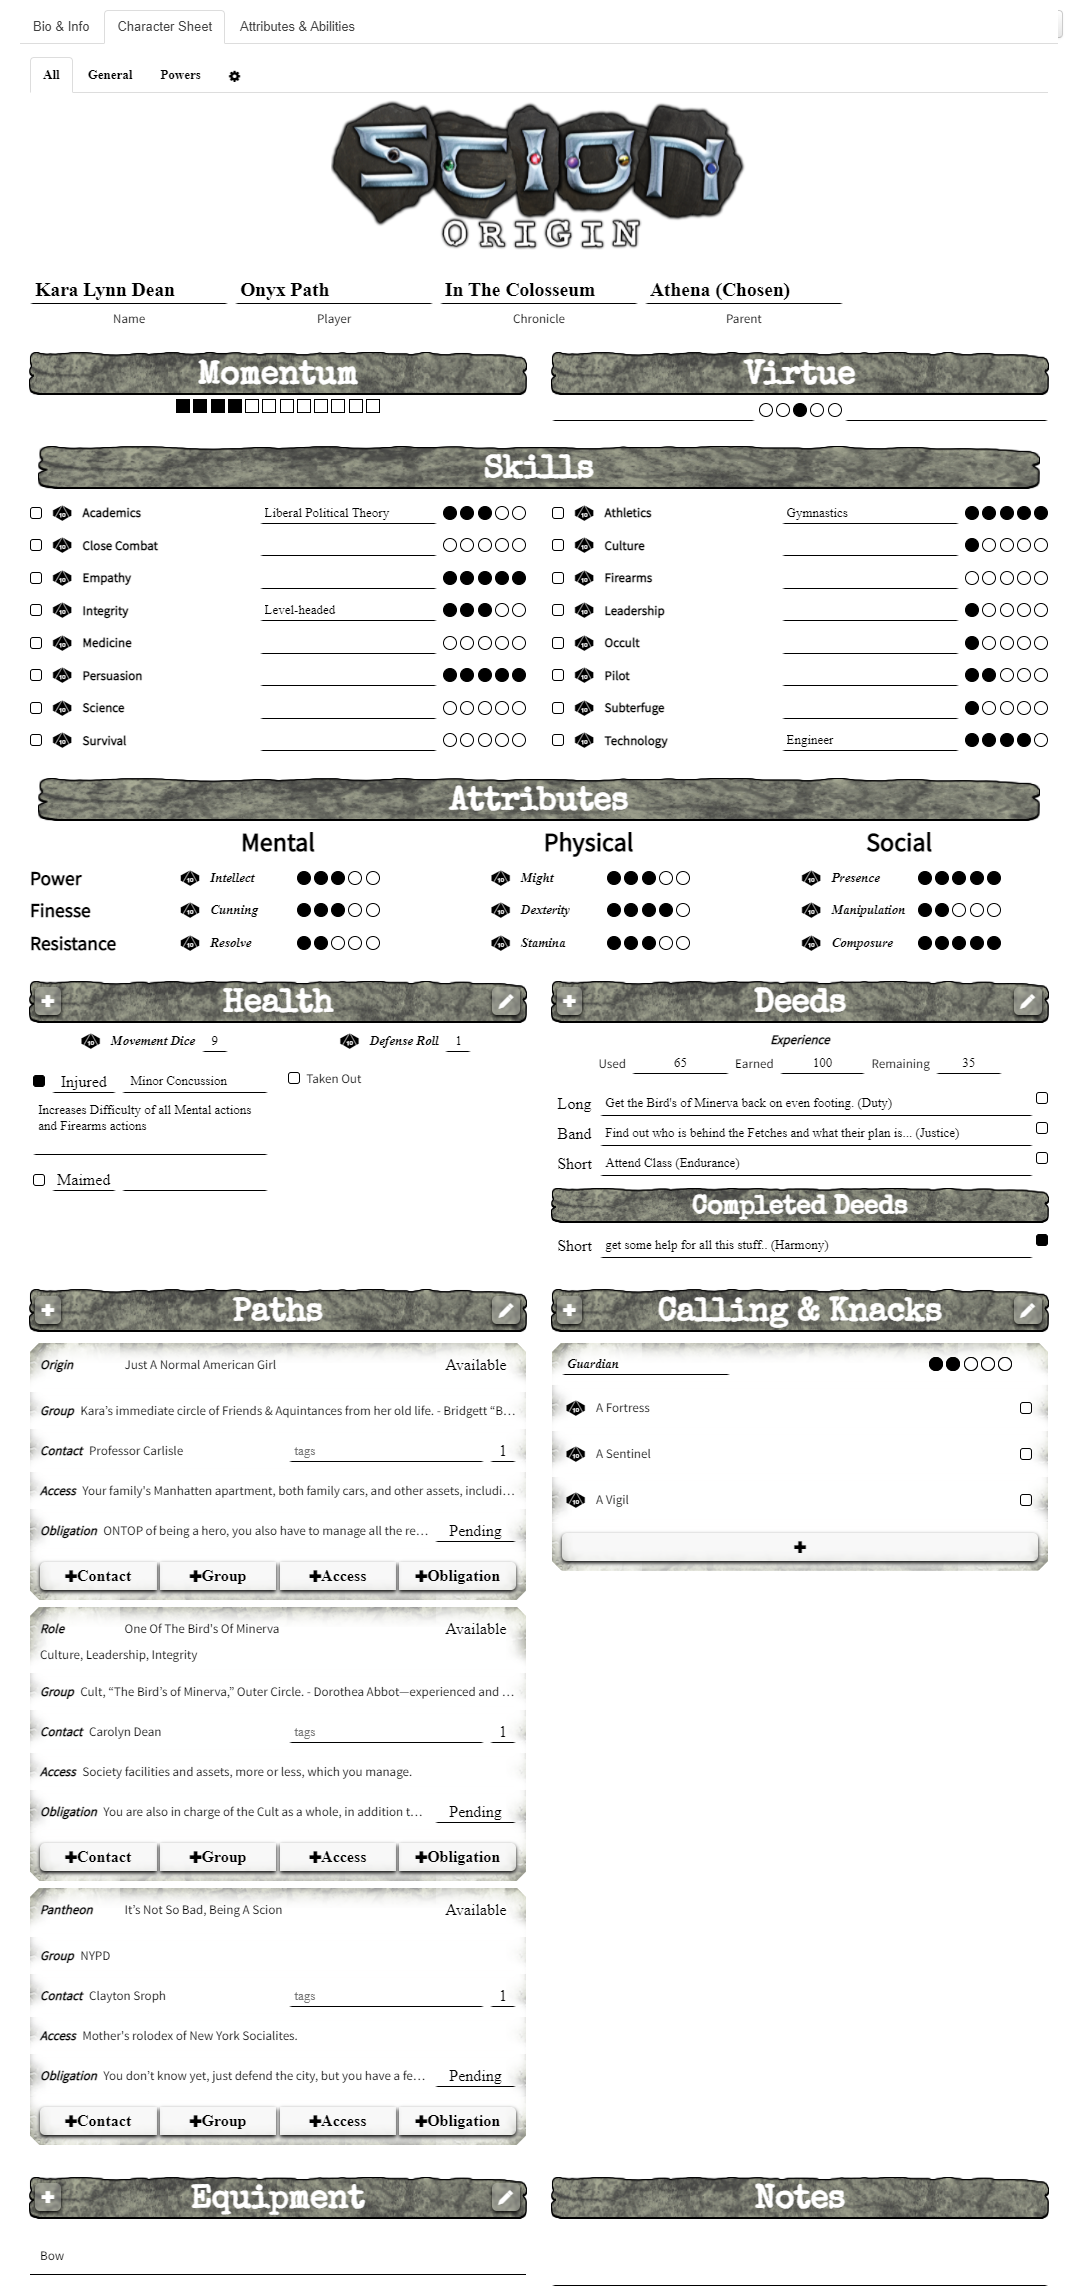 Bio & Info Character Sheet Attributes & Abilities
All General Powers
SCION
ORIGIN
Kara Lynn Dean Onyx Path In The Colosseum Athena (Chosen)
Name Player Chronicle Parent
Momentum Virtue
Skills
Academics Liberal Political Theory Athletics Gymnastics
Close Combat Culture
Empathy Firearms
Integrity Level-headed Leadership
Medicine Occult
Persuasion Pilot
Science Subterfuge
Survival Technology Engineer
Attributes
Mental Physical Social
Power Intellect Might Presence
Finesse Cunning Dexterity Manipulation
Resistance Resolve Stamina Composure
Health
Movement Dice 9 Defense Roll 1
Injured Minor Concussion Taken Out
Increases Difficulty of all Mental actions
and Firearms actions
Maimed
Deeds
Experience
Used 65 Earned 100 Remaining 35
Long Get the Bird's of Minerva back on even footing. (Duty)
Band Find out who is behind the Fetches and what their plan is... (Justice)
Short Attend Class (Endurance)
Completed Deeds
Short get some help for all this stuff.. (Harmony)
Paths
Origin Just A Normal American Girl Available
Group Kara's immediate circle of Friends & Aquintances from her old life. - Bridgett “B…
Contact Professor Carlisle tags 1
Access Your family's Manhatten apartment, both family cars, and other assets, includi…
Obligation ONTOP of being a hero, you also have to manage all the re… Pending
+Contact +Group +Access +Obligation
Role One Of The Bird's Of Minerva Available
Culture, Leadership, Integrity
Group Cult, “The Bird’s of Minerva,” Outer Circle. - Dorothea Abbot—experienced and …
Contact Carolyn Dean tags 1
Access Society facilities and assets, more or less, which you manage.
Obligation You are also in charge of the Cult as a whole, in addition t… Pending
+Contact +Group +Access +Obligation
Pantheon It's Not So Bad, Being A Scion Available
Group NYPD
Contact Clayton Sroph tags 1
Access Mother's rolodex of New York Socialites.
Obligation You don’t know yet, just defend the city, but you have a fe… Pending
+Contact +Group +Access +Obligation
Calling & Knacks
Guardian
A Fortress
A Sentinel
A Vigil
+
Equipment Notes
Bow